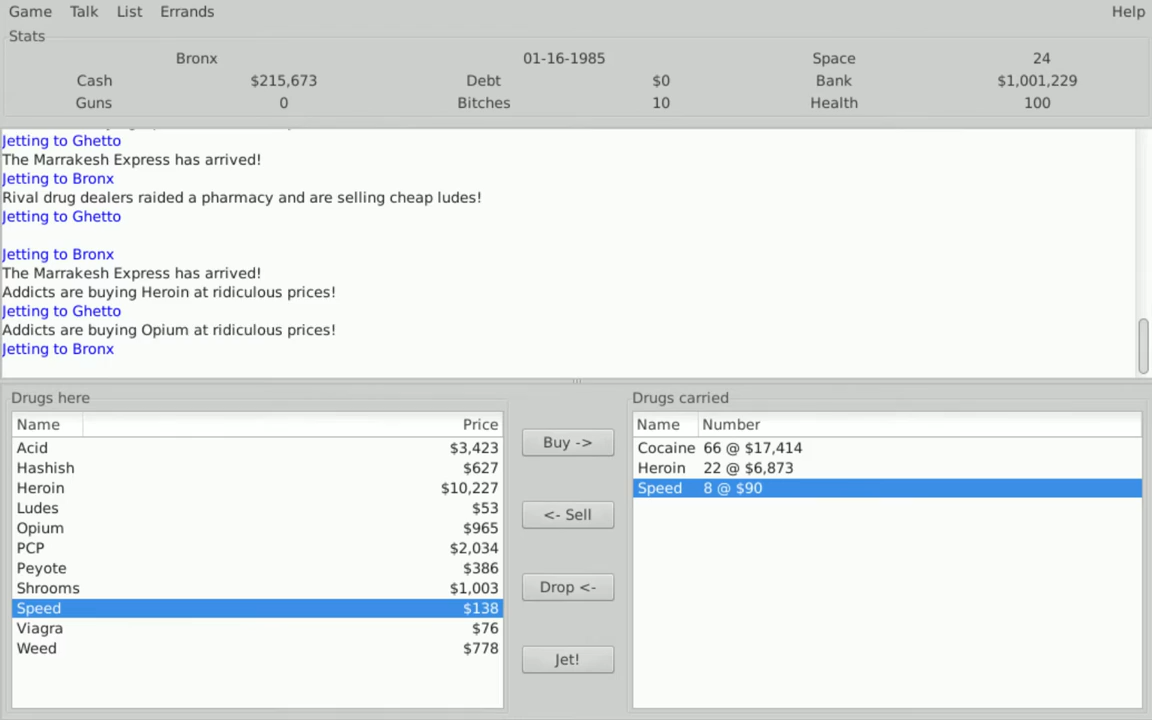 Game Talk List Errands Help
Stats
Bronx 01-16-1985 Space 24
Cash $215,673 Debt $0 Bank $1,001,229
Guns 0 Bitches 10 Health 100
Jetting to Ghetto
The Marrakesh Express has arrived!
Jetting to Bronx
Rival drug dealers raided a pharmacy and are selling cheap ludes!
Jetting to Ghetto
Jetting to Bronx
The Marrakesh Express has arrived!
Addicts are buying Heroin at ridiculous prices!
Jetting to Ghetto
Addicts are buying Opium at ridiculous prices!
Jetting to Bronx
Drugs here
Name Price
Acid $3,423
Hashish $627
Heroin $10,227
Ludes $53
Opium $965
PCP $2,034
Peyote $386
Shrooms $1,003
Speed $138
Viagra $76
Weed $778
Buy ->
<- Sell
Drop <-
Jet!
Drugs carried
Name Number
Cocaine 66 @ $17,414
Heroin 22 @ $6,873
Speed 8 @ $90